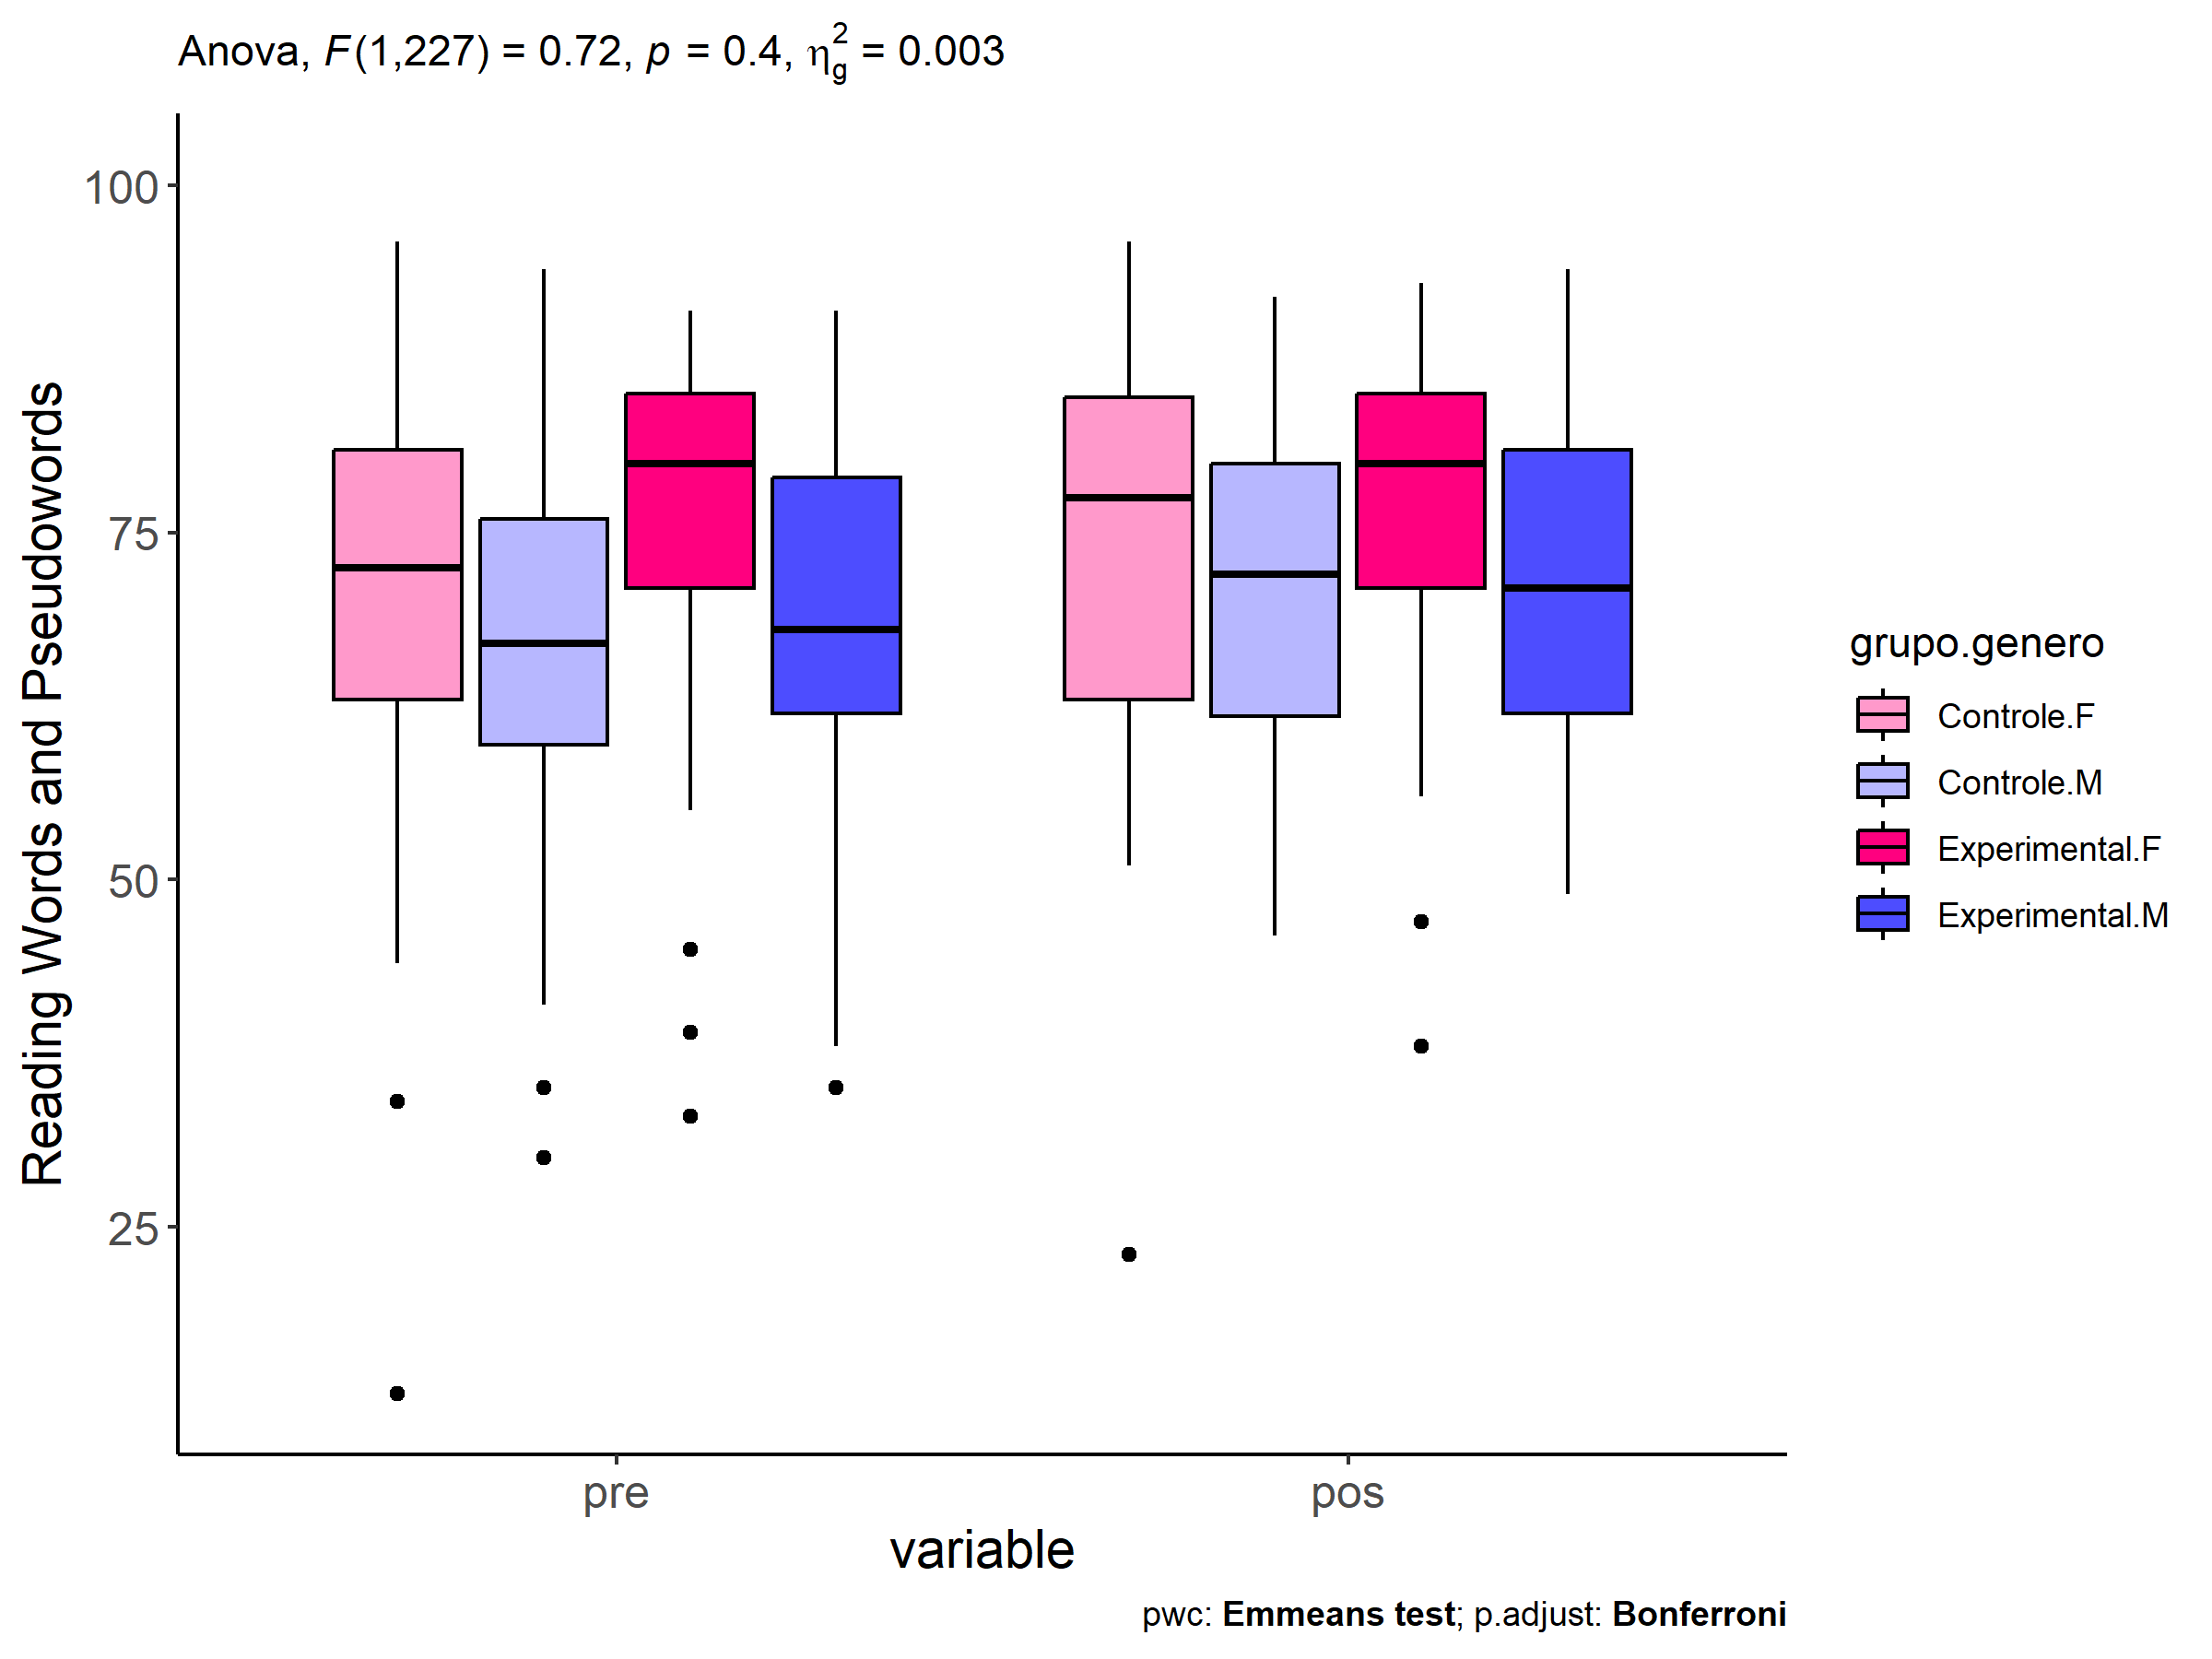 Anova, F(1,227) = 0.72, p = 0.4, η²g = 0.003
Reading Words and Pseudowords
100
75
50
25
pre
pos
variable
grupo.genero
Controle.F
Controle.M
Experimental.F
Experimental.M
pwc: Emmeans test; p.adjust: Bonferroni